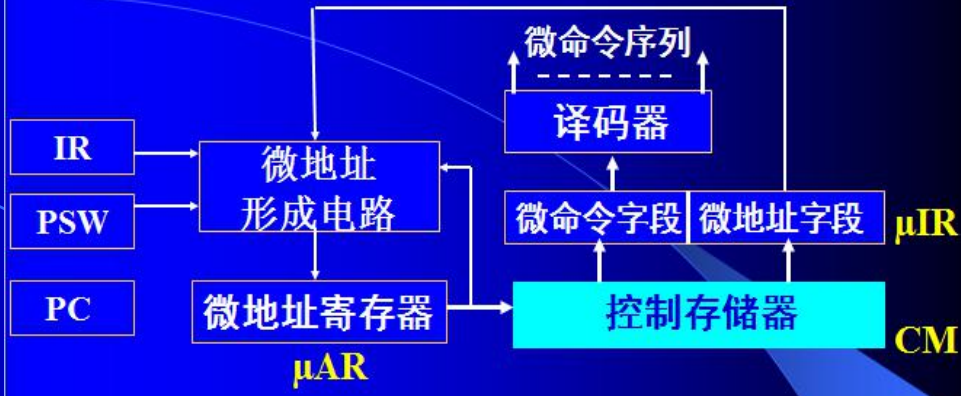 微命令序列
译码器
IR
微地址
形成电路
PSW
微命令字段
微地址字段
μIR
PC
微地址寄存器
控制存储器
CM
μAR